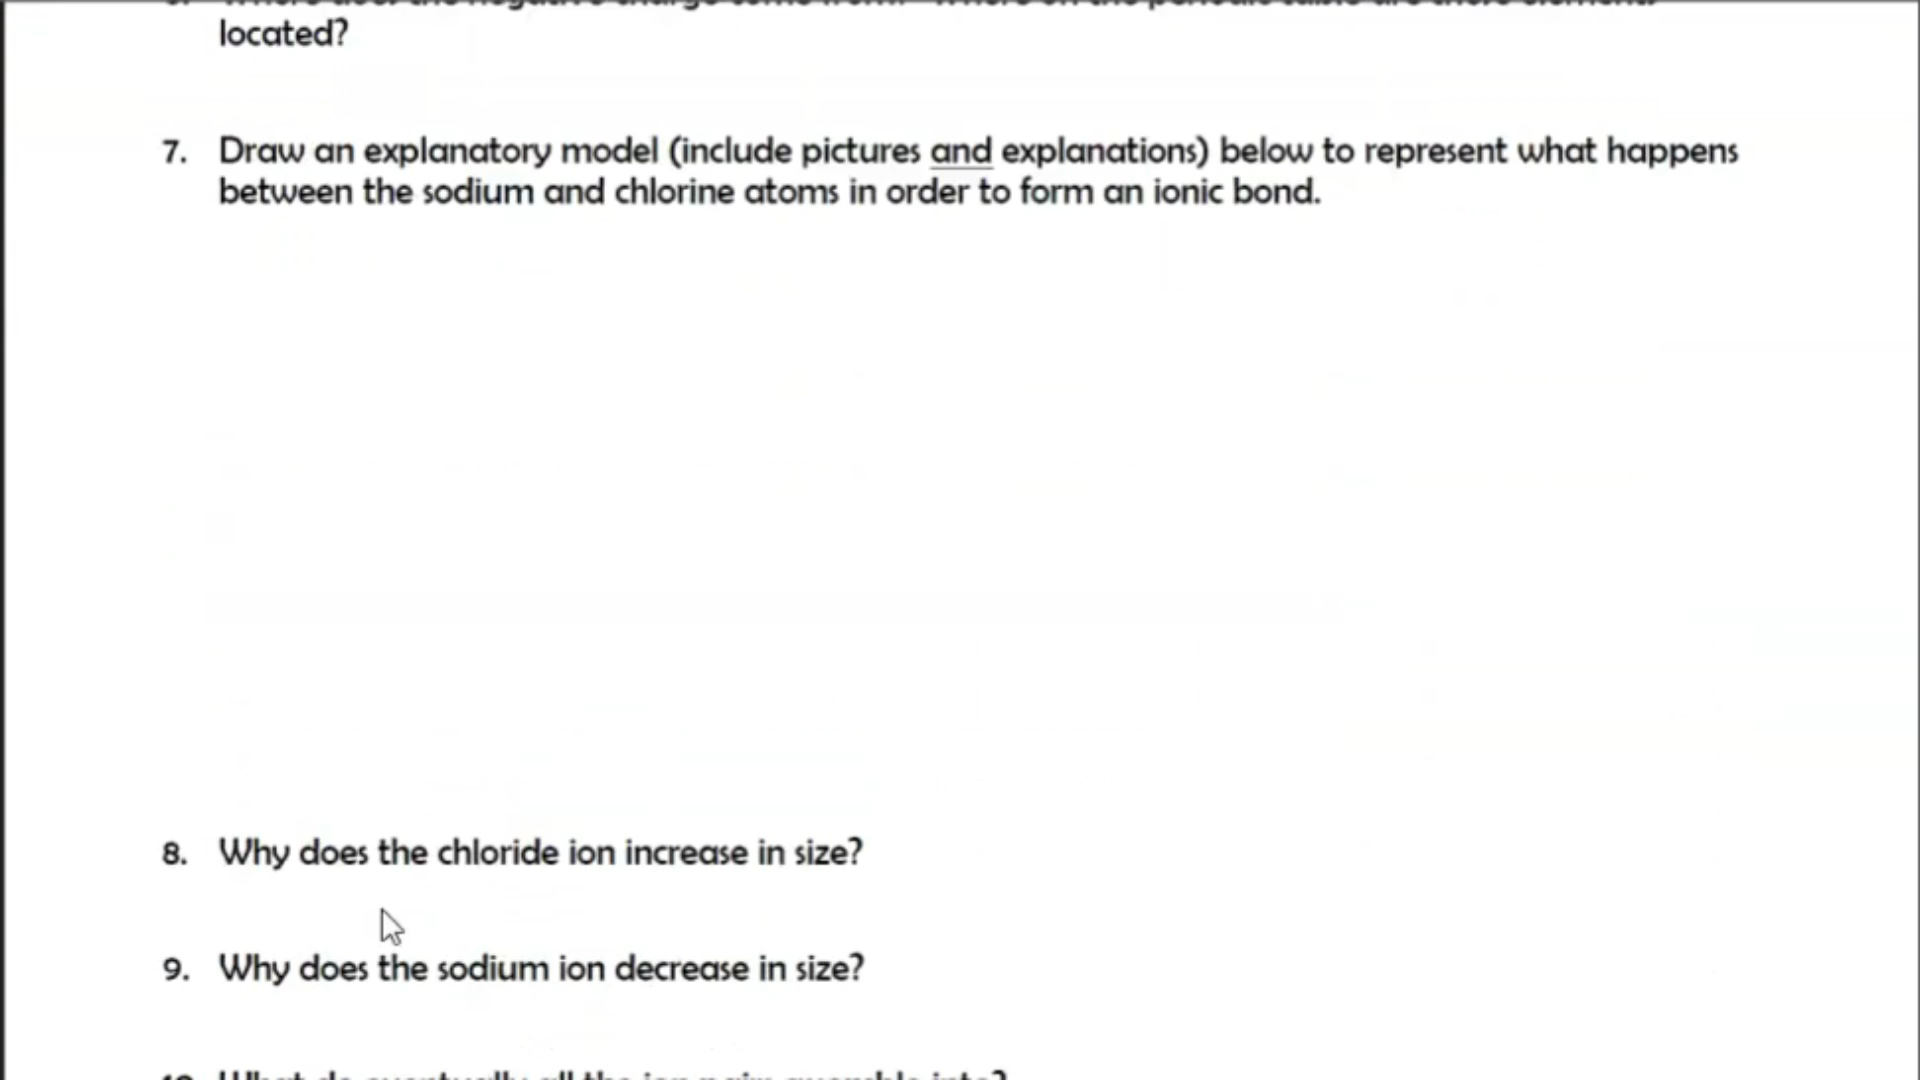 located?
7. Draw an explanatory model (include pictures and explanations) below to represent what happens
between the sodium and chlorine atoms in order to form an ionic bond.
8. Why does the chloride ion increase in size?
9. Why does the sodium ion decrease in size?